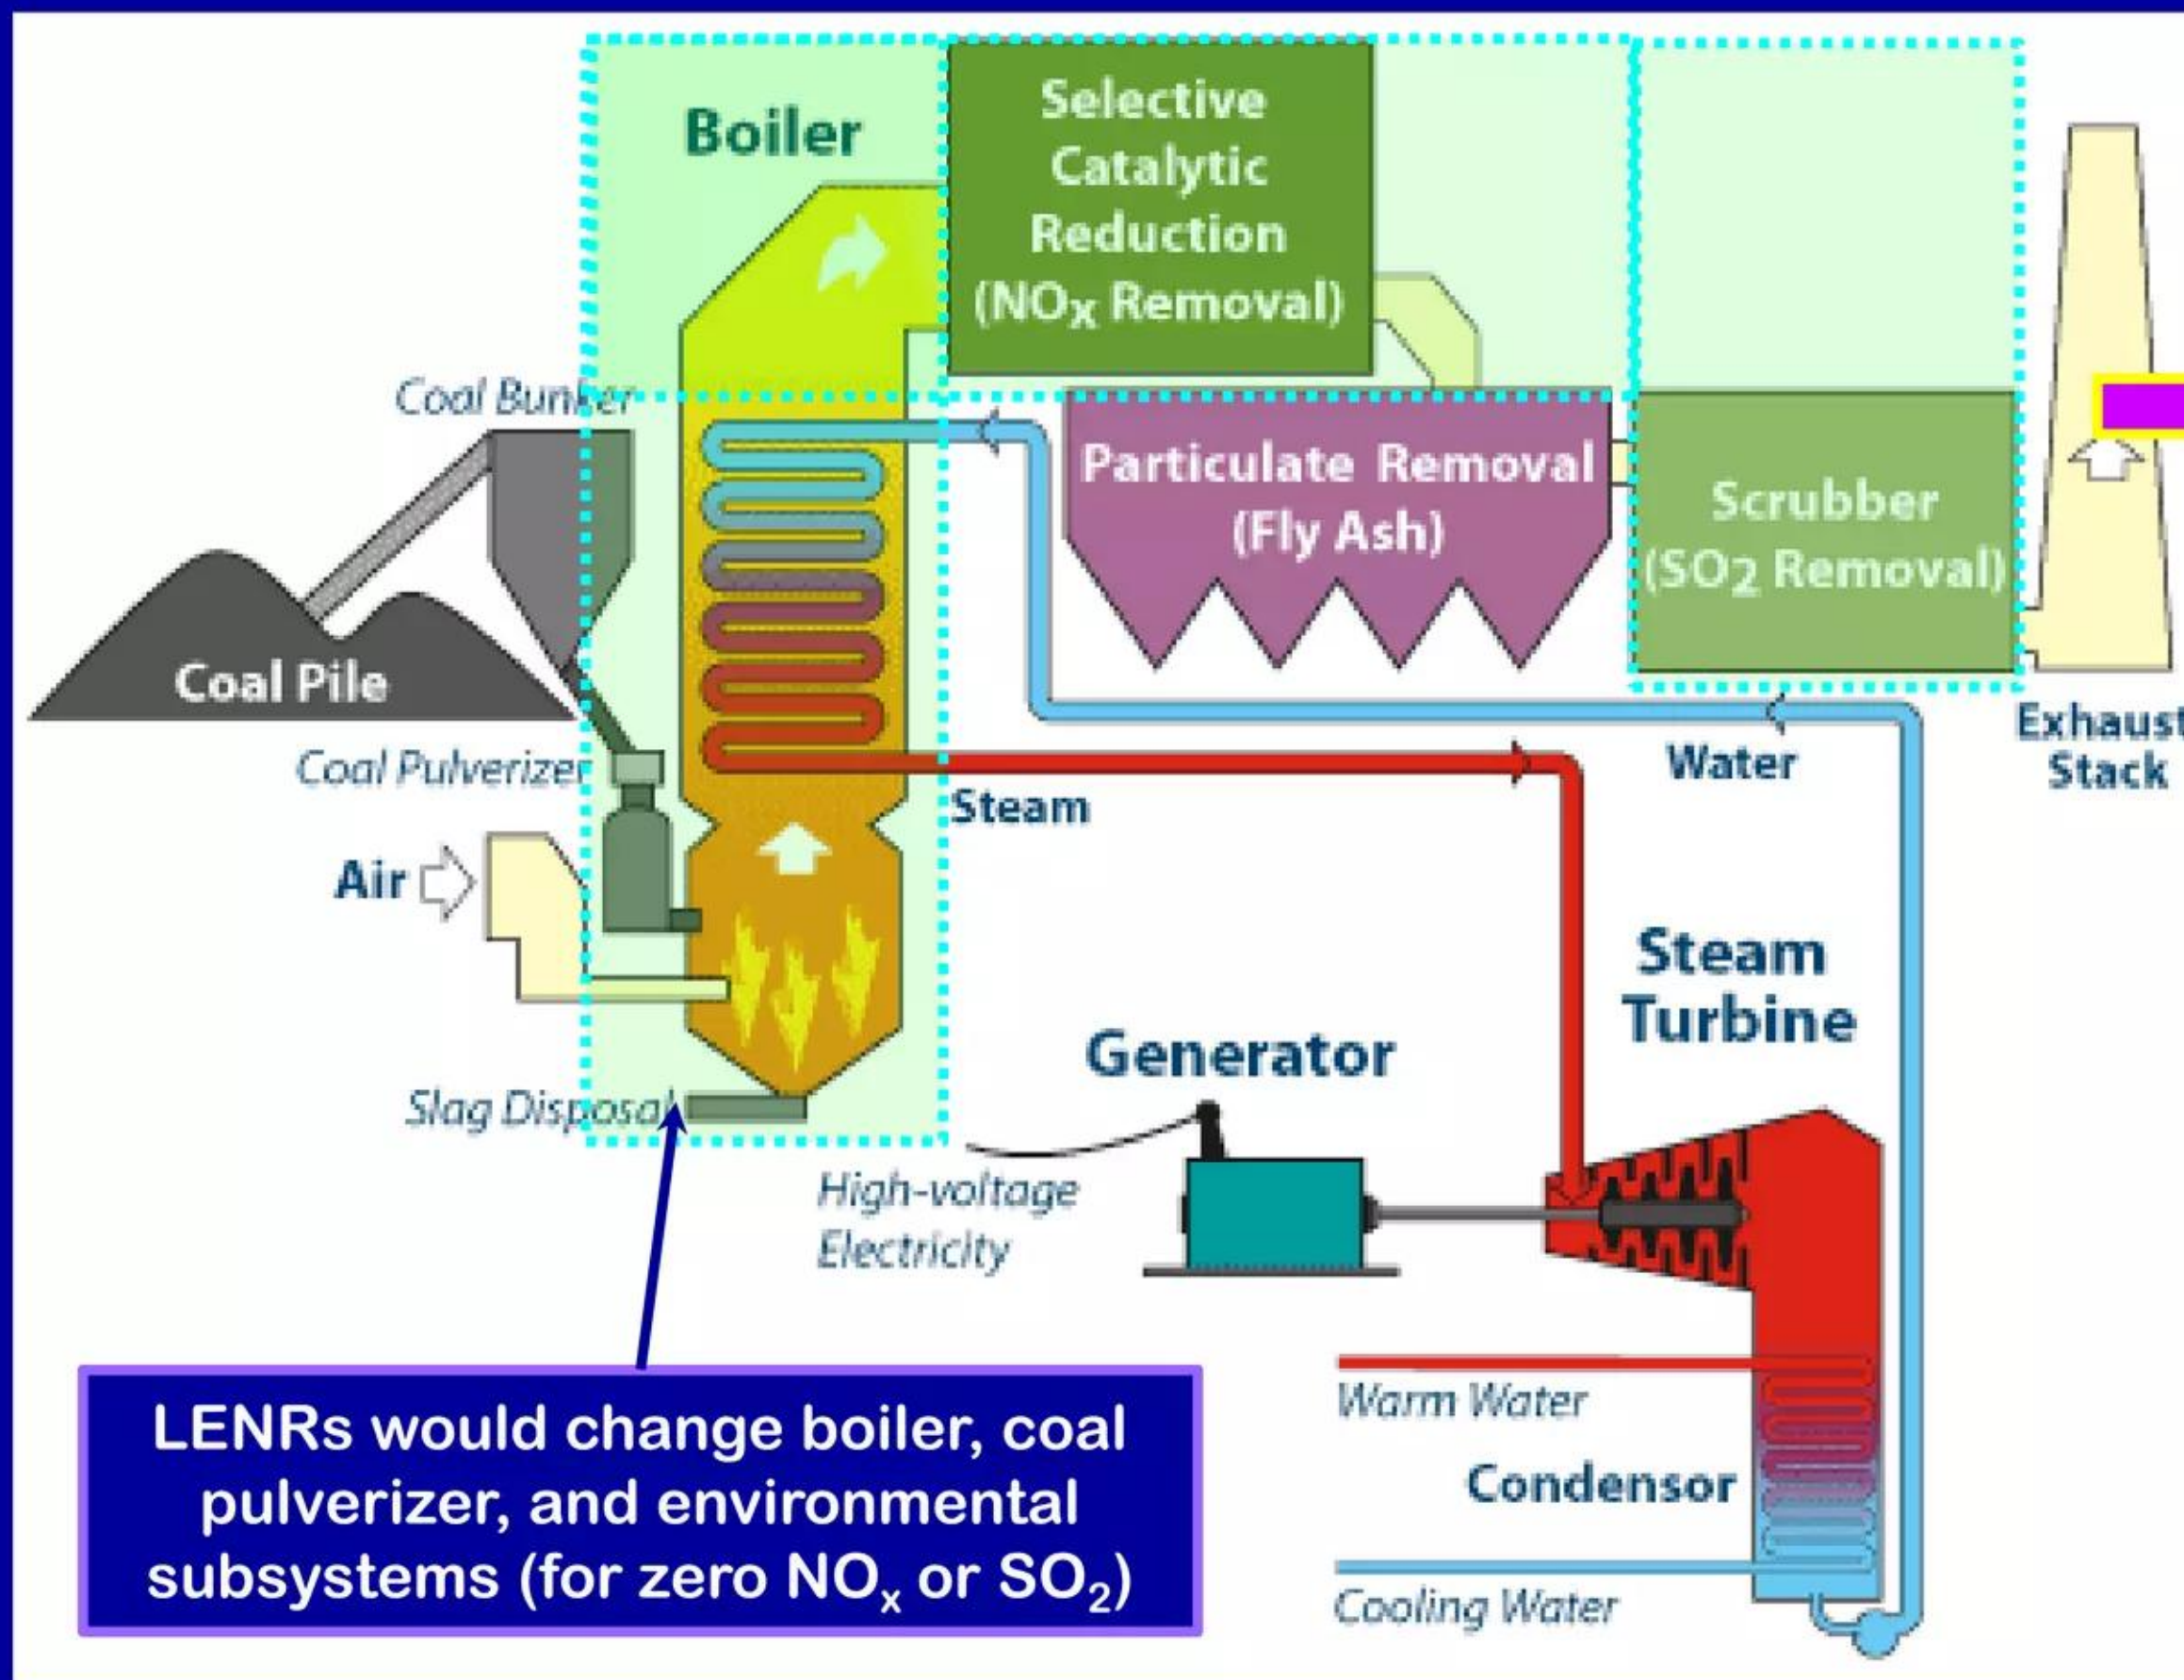 Boiler
Selective
Catalytic
Reduction
(NOx Removal)
Coal Bunker
Particulate Removal
(Fly Ash)
Scrubber
(SO2 Removal)
Coal Pile
Exhaust
Stack
Coal Pulverizer
Water
Steam
Air
Steam
Turbine
Generator
Slag Disposal
High-voltage
Electricity
Warm Water
Condensor
Cooling Water
LENRs would change boiler, coal
pulverizer, and environmental
subsystems (for zero NOx or SO2)